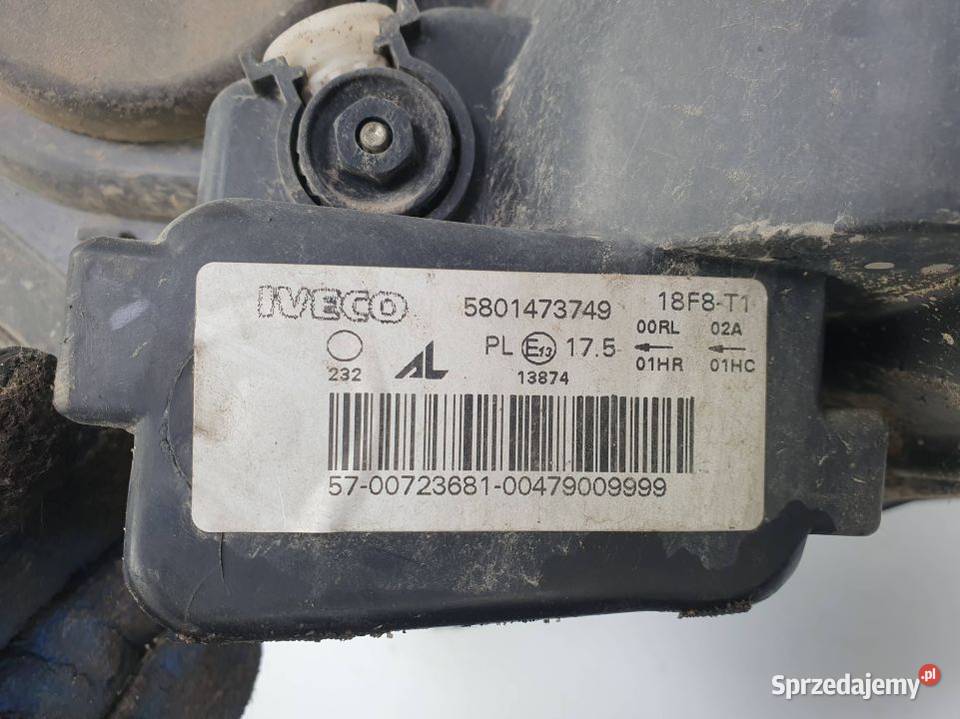 IVECO 5801473749 18F8-T1
PL E13 17.5 00RL 02A
232 AL 13874 01HR 01HC
57-00723681-00479009999
Sprzedajemy.pl